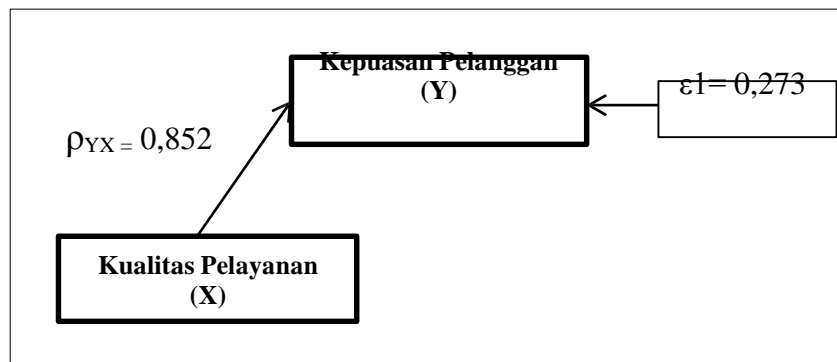 Kepuasan Pelanggan
(Y)
ε1= 0,273
ρYX = 0,852
Kualitas Pelayanan
(X)